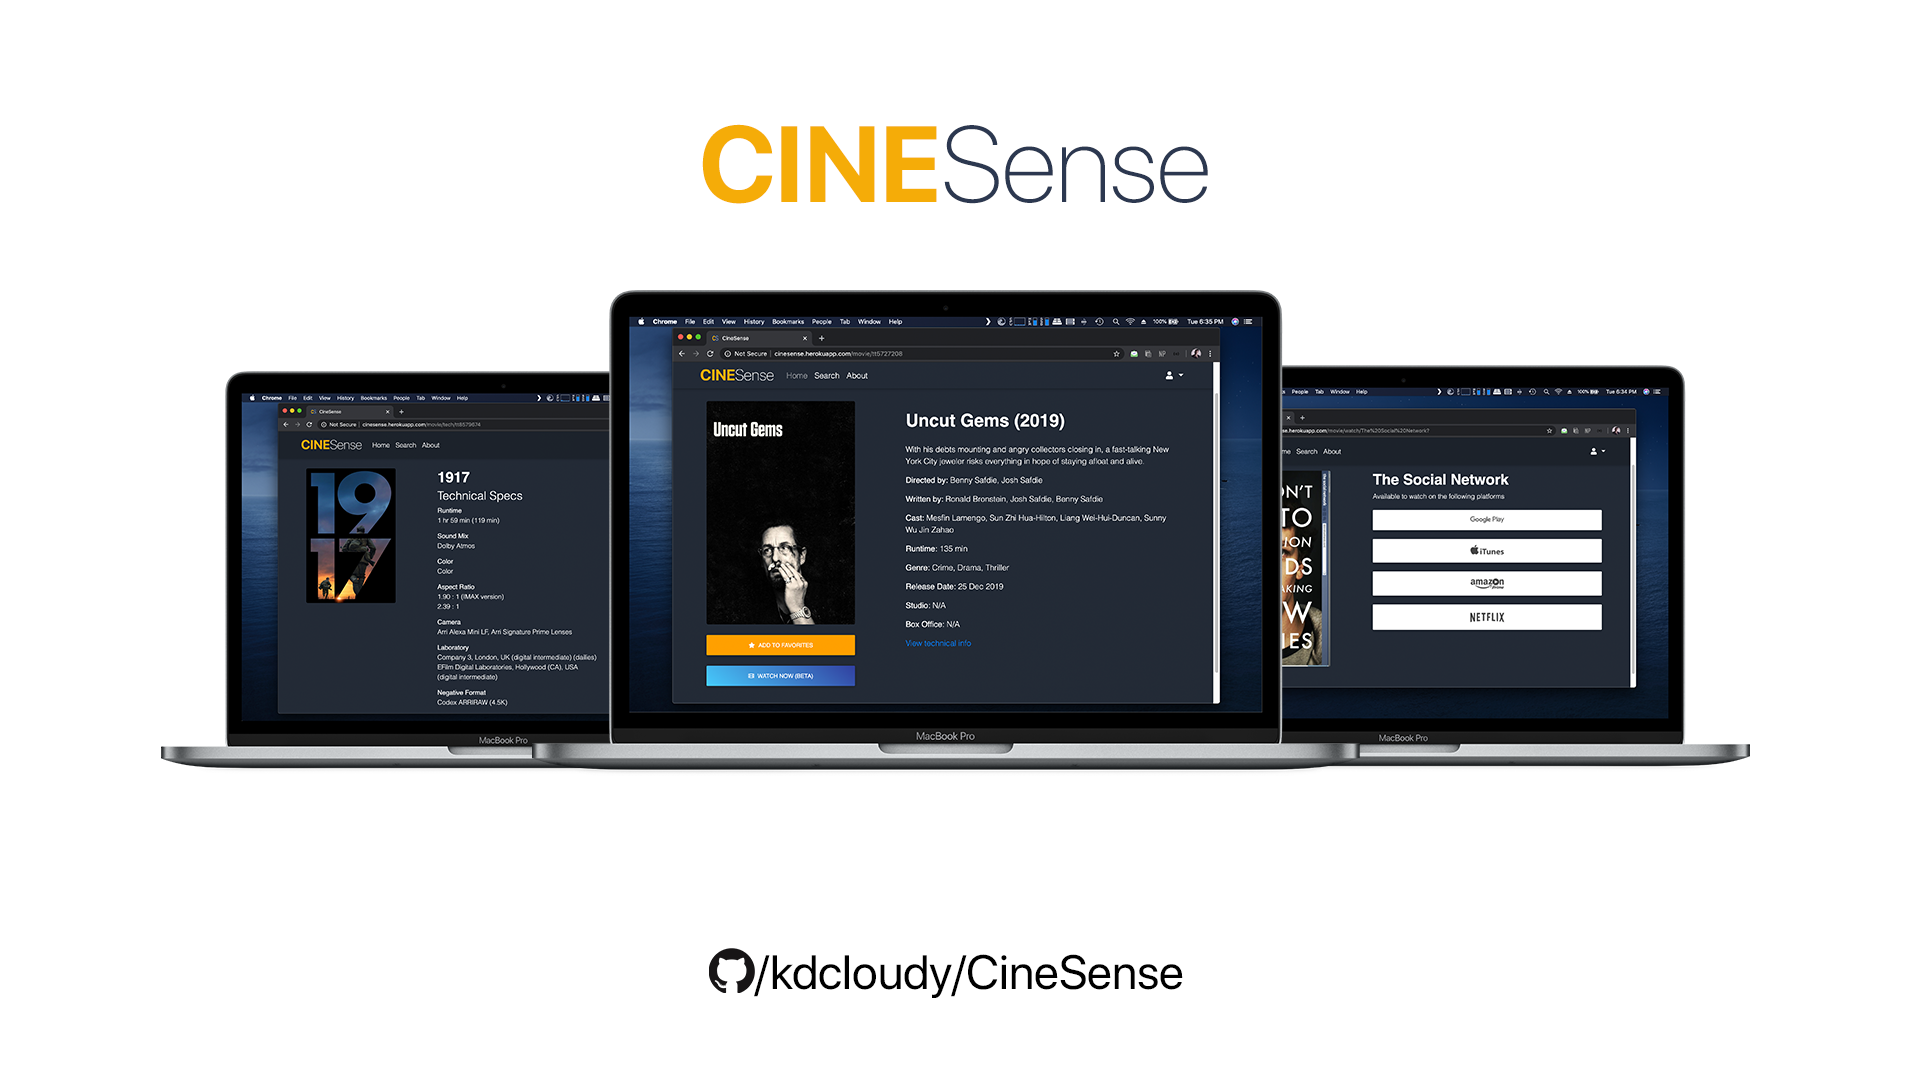 CINESense
Chrome File Edit View History Bookmarks People Tab Window Help
CineSense
Not Secure | cinesense.herokuapp.com/movie/tech/tt8579674
CINESense Home Search About
1917
1917
Technical Specs
Runtime
1 hr 59 min (119 min)
Sound Mix
Dolby Atmos
Color
Color
Aspect Ratio
1.90 : 1 (IMAX version)
2.39 : 1
Camera
Arri Alexa Mini LF, Arri Signature Prime Lenses
Laboratory
Company 3, London, UK (digital intermediate) (dailies)
EFilm Digital Laboratories, Hollywood (CA), USA
(digital intermediate)
Negative Format
Codex ARRIRAW (4.5K)
MacBook Pro
Chrome File Edit View History Bookmarks People Tab Window Help 100% Tue 6:35 PM
CineSense
Not Secure | cinesense.herokuapp.com/movie/tt5727208
CINESense Home Search About
Uncut Gems
ADD TO FAVORITES
WATCH NOW (BETA)
Uncut Gems (2019)
With his debts mounting and angry collectors closing in, a fast-talking New
York City jeweler risks everything in hope of staying afloat and alive.
Directed by: Benny Safdie, Josh Safdie
Written by: Ronald Bronstein, Josh Safdie, Benny Safdie
Cast: Mesfin Lamengo, Sun Zhi Hua-Hilton, Liang Wei-Hui-Duncan, Sunny
Wu Jin Zahao
Runtime: 135 min
Genre: Crime, Drama, Thriller
Release Date: 25 Dec 2019
Studio: N/A
Box Office: N/A
View technical info
MacBook Pro
People Tab Window Help 100% Tue 6:34 PM
se.herokuapp.com/movie/watch/The%20Social%20Network?
me Search About
ON'T
TO
ION
DS
AKING
W
IES
The Social Network
Available to watch on the following platforms
Google Play
iTunes
amazon
NETFLIX
MacBook Pro
/kdcloudy/CineSense